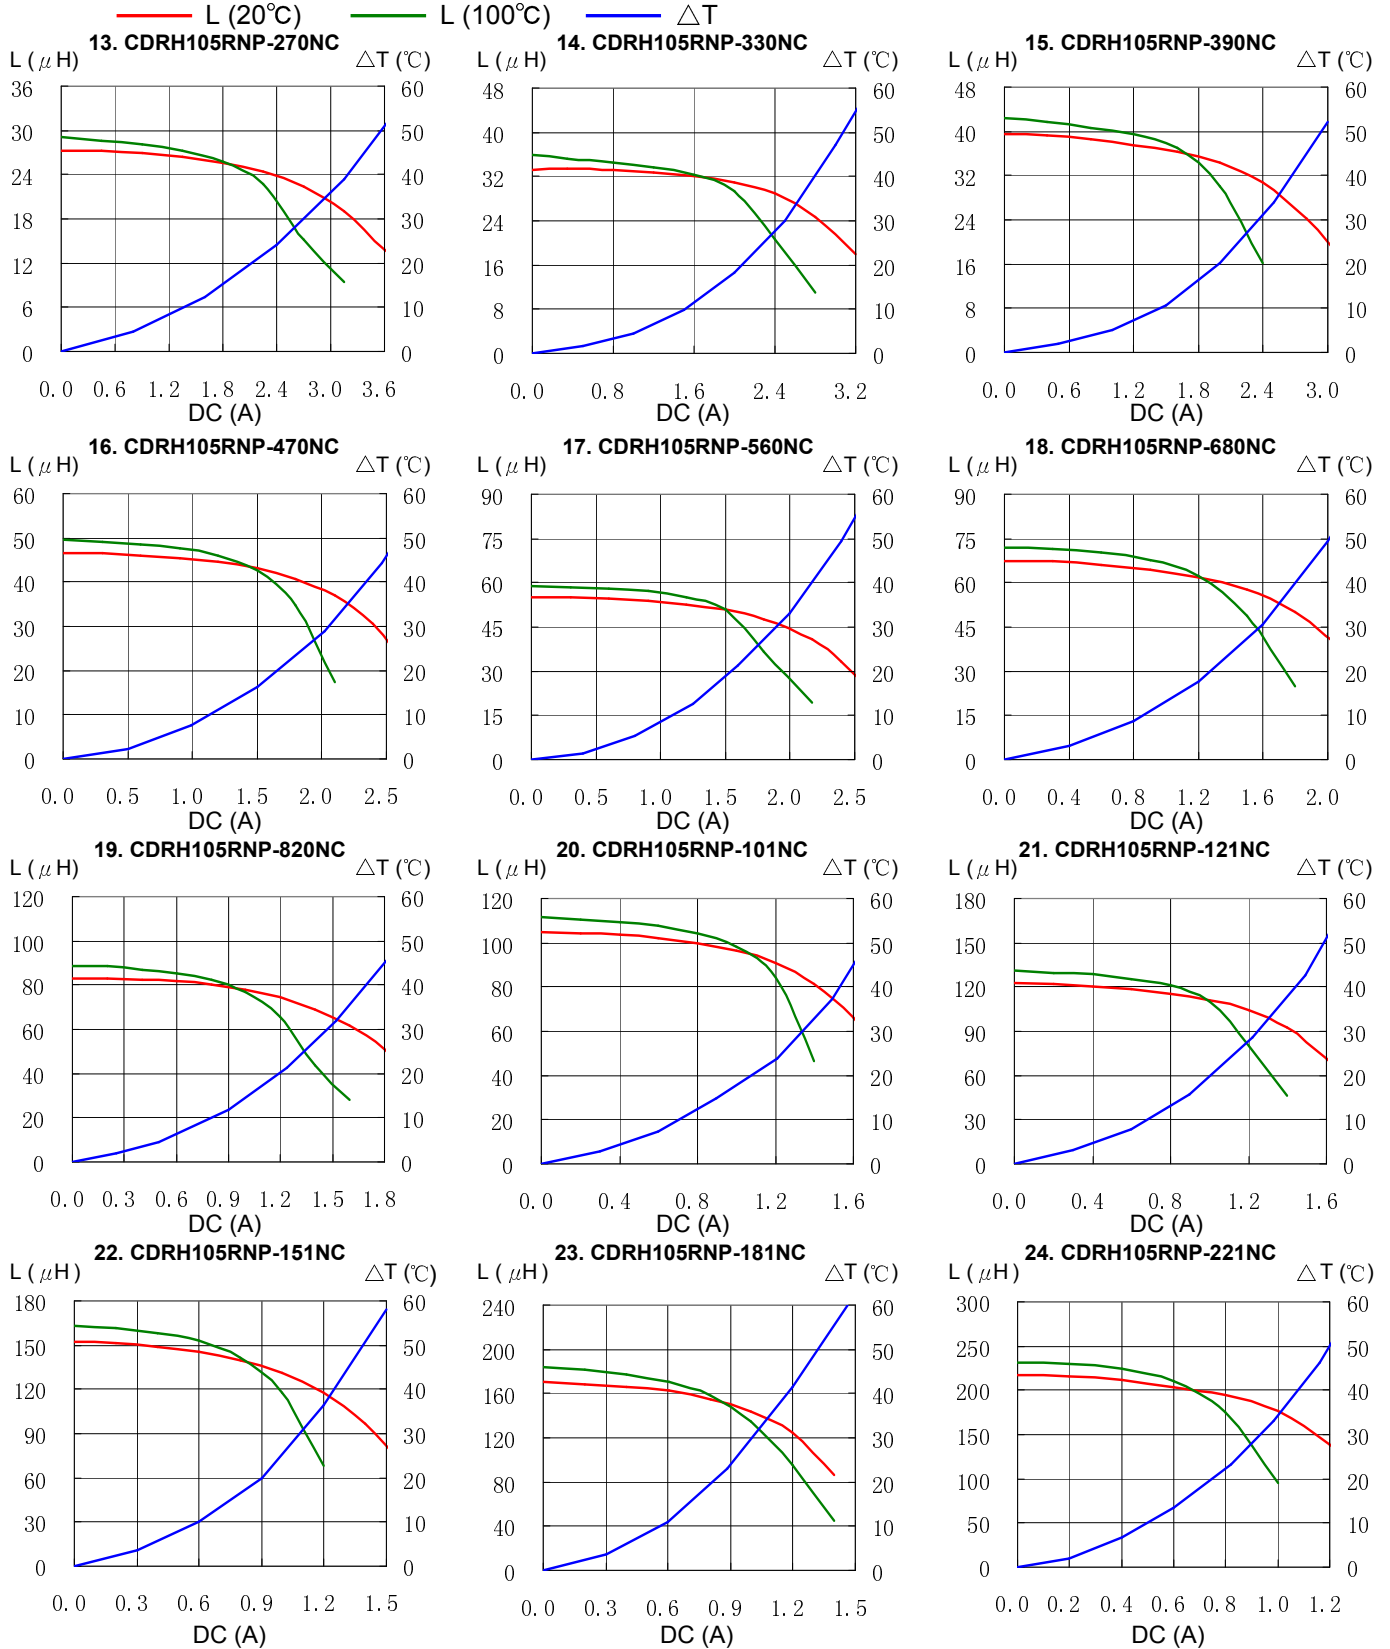 L (20℃) L (100℃) △T
13. CDRH105RNP-270NC 14. CDRH105RNP-330NC 15. CDRH105RNP-390NC
L (μH) △T (℃) L (μH) △T (℃) L (μH) △T (℃)
36 60 48 60 48 60
30 50 40 50 40 50
24 40 32 40 32 40
18 30 24 30 24 30
12 20 16 20 16 20
6 10 8 10 8 10
0 0 0 0 0 0
0.0 0.6 1.2 1.8 2.4 3.0 3.6 0.0 0.8 1.6 2.4 3.2 0.0 0.6 1.2 1.8 2.4 3.0
DC (A) DC (A) DC (A)
16. CDRH105RNP-470NC 17. CDRH105RNP-560NC 18. CDRH105RNP-680NC
L (μH) △T (℃) L (μH) △T (℃) L (μH) △T (℃)
60 60 90 60 90 60
50 50 75 50 75 50
40 40 60 40 60 40
30 30 45 30 45 30
20 20 30 20 30 20
10 10 15 10 15 10
0 0 0 0 0 0
0.0 0.5 1.0 1.5 2.0 2.5 0.0 0.5 1.0 1.5 2.0 2.5 0.0 0.4 0.8 1.2 1.6 2.0
DC (A) DC (A) DC (A)
19. CDRH105RNP-820NC 20. CDRH105RNP-101NC 21. CDRH105RNP-121NC
L (μH) △T (℃) L (μH) △T (℃) L (μH) △T (℃)
120 60 120 60 180 60
100 50 100 50 150 50
80 40 80 40 120 40
60 30 60 30 90 30
40 20 40 20 60 20
20 10 20 10 30 10
0 0 0 0 0 0
0.0 0.3 0.6 0.9 1.2 1.5 1.8 0.0 0.4 0.8 1.2 1.6 0.0 0.4 0.8 1.2 1.6
DC (A) DC (A) DC (A)
22. CDRH105RNP-151NC 23. CDRH105RNP-181NC 24. CDRH105RNP-221NC
L (μH) △T (℃) L (μH) △T (℃) L (μH) △T (℃)
180 60 240 60 300 60
150 50 200 50 250 50
120 40 160 40 200 40
90 30 120 30 150 30
60 20 80 20 100 20
30 10 40 10 50 10
0 0 0 0 0 0
0.0 0.3 0.6 0.9 1.2 1.5 0.0 0.3 0.6 0.9 1.2 1.5 0.0 0.2 0.4 0.6 0.8 1.0 1.2
DC (A) DC (A) DC (A)